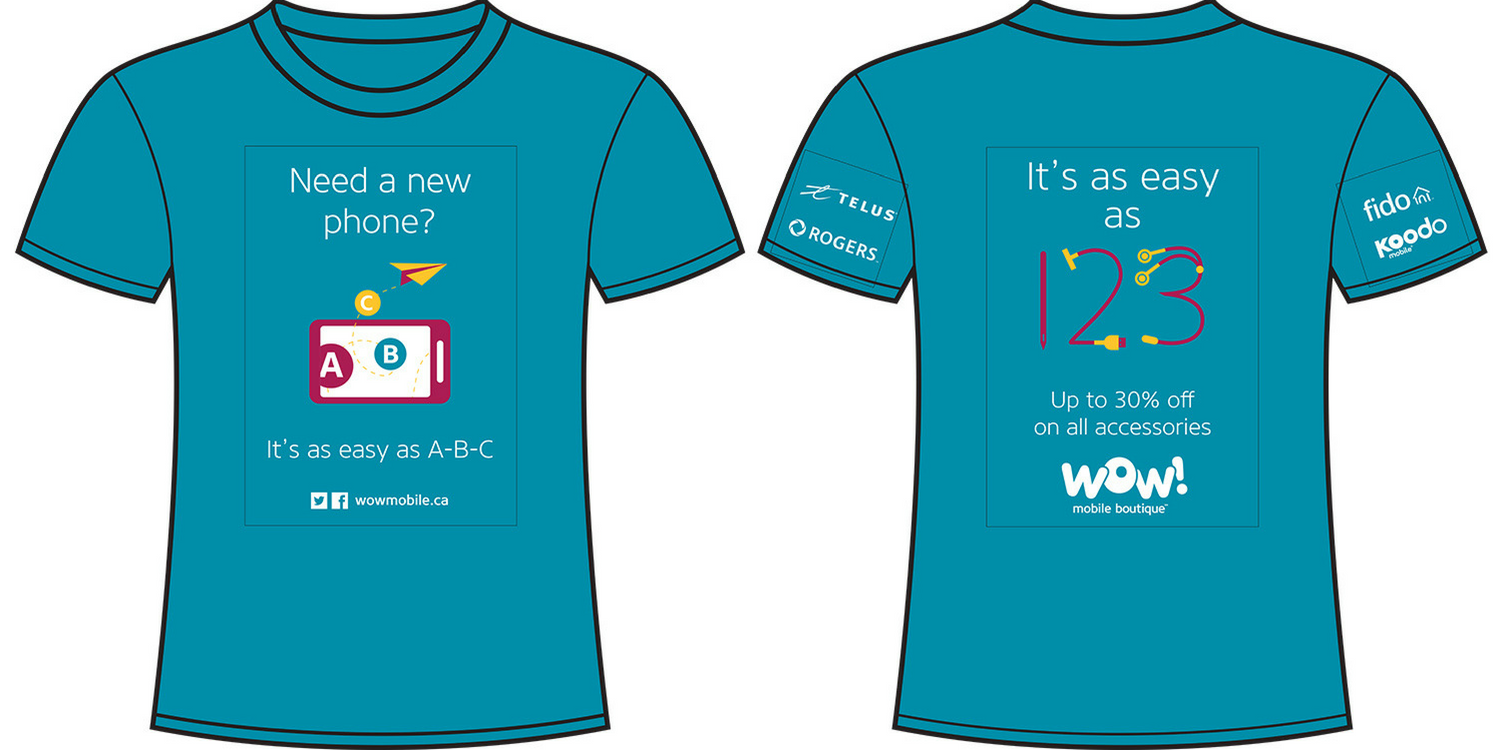 Need a new
phone?
C
A
B
It's as easy as A-B-C
wowmobile.ca
TELUS
ROGERS
It's as easy
as
123
Up to 30% off
on all accessories
wow!
mobile boutique™
fido
koodo
mobile